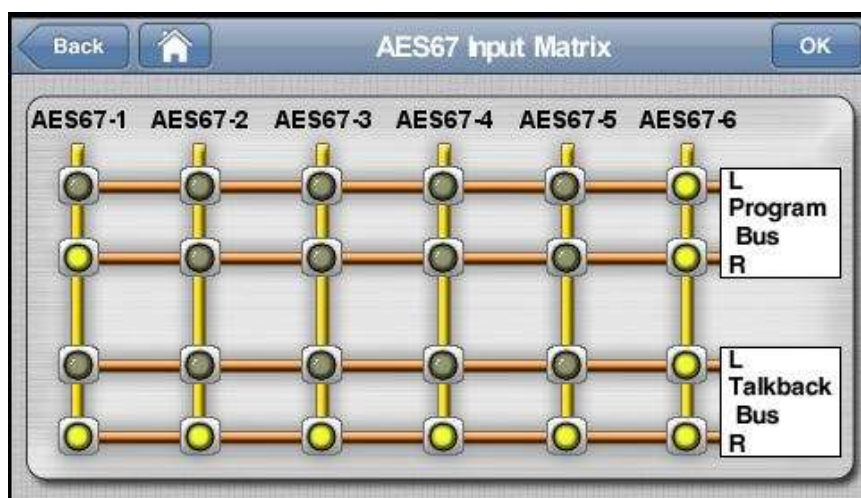 Back
AES67 Input Matrix
OK
AES67-1 AES67-2 AES67-3 AES67-4 AES67-5 AES67-6
L
Program
Bus
R
L
Talkback
Bus
R